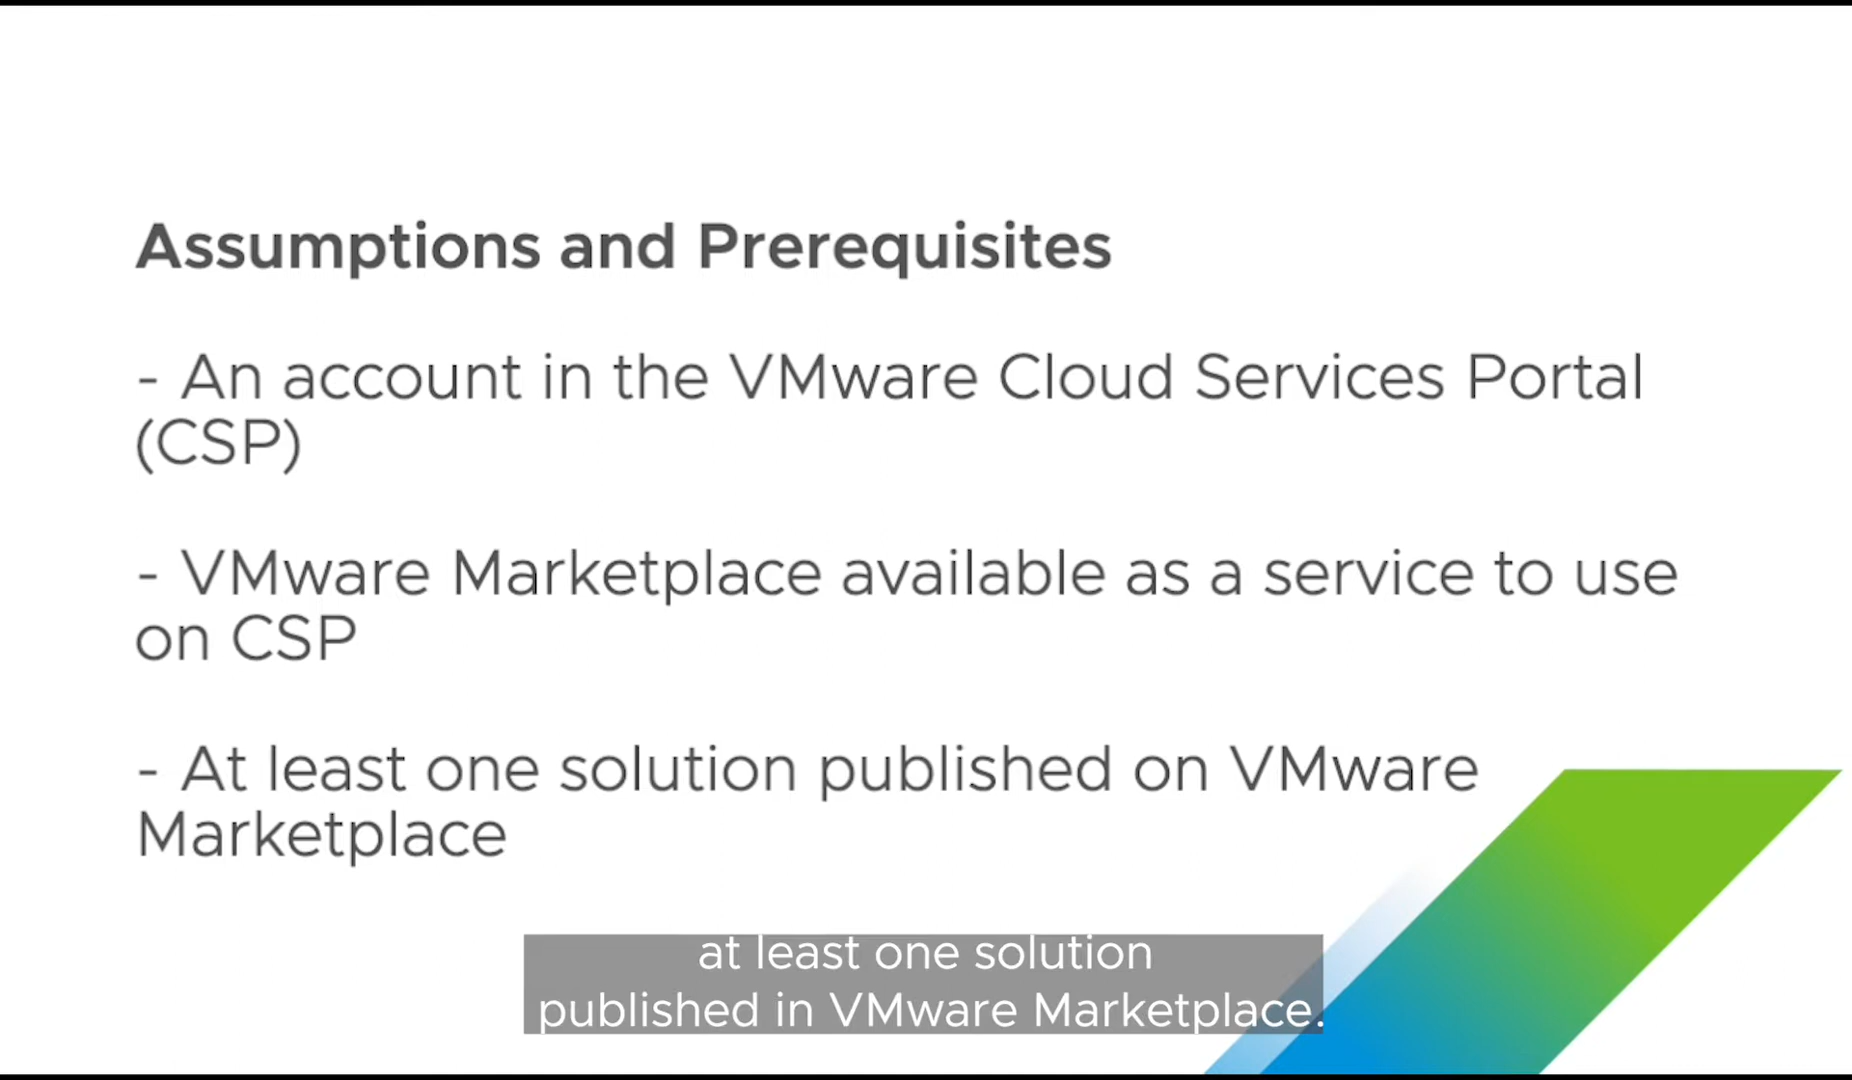 Assumptions and Prerequisites
- An account in the VMware Cloud Services Portal
(CSP)
- VMware Marketplace available as a service to use
on CSP
- At least one solution published on VMware
Marketplace
at least one solution
published in VMware Marketplace.